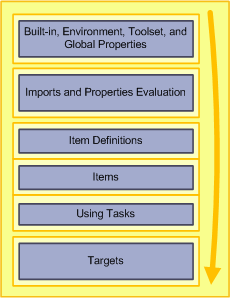 Built-in, Environment, Toolset, and
Global Properties
Imports and Properties Evaluation
Item Definitions
Items
Using Tasks
Targets